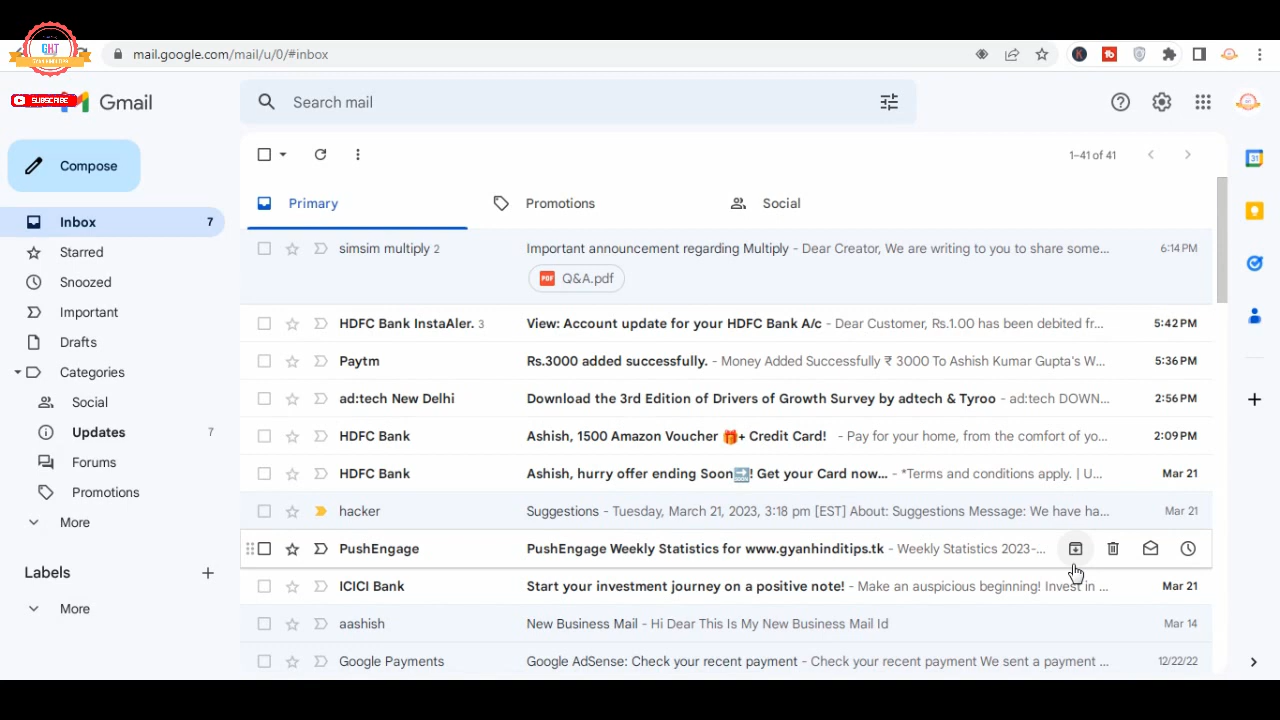 GHT
GYAN HINDI TIPS
mail.google.com/mail/u/0/#inbox
SUBSCRIBE
Gmail
Search mail
Compose
1–41 of 41
Inbox 7
Primary
Promotions
Social
Starred
Snoozed
Important
Drafts
Categories
Social
Updates 7
Forums
Promotions
More
Labels
More
simsim multiply 2 Important announcement regarding Multiply - Dear Creator, We are writing to you to share some... 6:14 PM
PDF Q&A.pdf
HDFC Bank InstaAler. 3 View: Account update for your HDFC Bank A/c - Dear Customer, Rs.1.00 has been debited fr... 5:42 PM
Paytm Rs.3000 added successfully. - Money Added Successfully ₹ 3000 To Ashish Kumar Gupta's W... 5:36 PM
ad:tech New Delhi Download the 3rd Edition of Drivers of Growth Survey by adtech & Tyroo - ad:tech DOWN... 2:56 PM
HDFC Bank Ashish, 1500 Amazon Voucher 🎁+ Credit Card! - Pay for your home, from the comfort of yo... 2:09 PM
HDFC Bank Ashish, hurry offer ending Soon🔜! Get your Card now... - *Terms and conditions apply. | U... Mar 21
hacker Suggestions - Tuesday, March 21, 2023, 3:18 pm [EST] About: Suggestions Message: We have ha... Mar 21
PushEngage PushEngage Weekly Statistics for www.gyanhinditips.tk - Weekly Statistics 2023-...
ICICI Bank Start your investment journey on a positive note! - Make an auspicious beginning! Invest in ... Mar 21
aashish New Business Mail - Hi Dear This Is My New Business Mail Id Mar 14
Google Payments Google AdSense: Check your recent payment - Check your recent payment We sent a payment ... 12/22/22